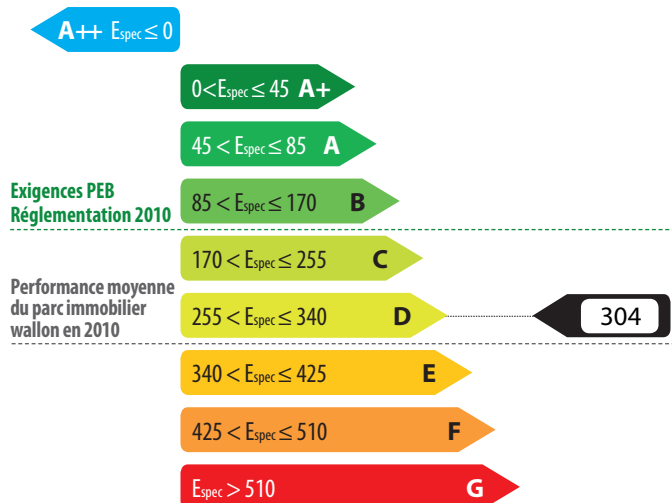 A++ Espec ≤ 0
0<Espec ≤ 45 A+
45 < Espec ≤ 85 A
Exigences PEB
Réglementation 2010
85 < Espec ≤ 170 B
170 < Espec ≤ 255 C
Performance moyenne
du parc immobilier
wallon en 2010
255 < Espec ≤ 340 D
304
340 < Espec ≤ 425 E
425 < Espec ≤ 510 F
Espec > 510 G